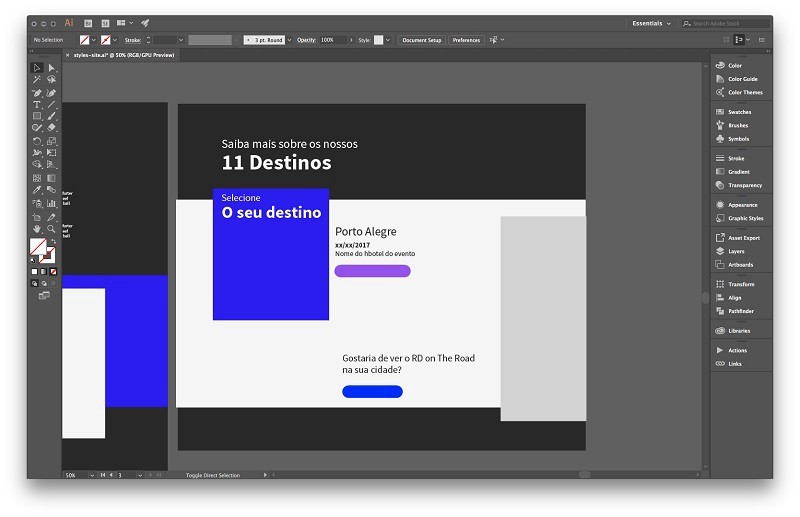 Ai
Br
St
Essentials
Search Adobe Stock
No Selection
Stroke:
3 pt. Round
Opacity:
100%
Style:
Document Setup
Preferences
styles-site.ai* @ 50% (RGB/GPU Preview)
Saiba mais sobre os nossos
11 Destinos
Selecione
O seu destino
Porto Alegre
xx/xx/2017
Nome do hbotel do evento
Gostaria de ver o RD on The Road
na sua cidade?
Color
Color Guide
Color Themes
Swatches
Brushes
Symbols
Stroke
Gradient
Transparency
Appearance
Graphic Styles
Asset Export
Layers
Artboards
Transform
Align
Pathfinder
Libraries
Actions
Links
50%
3
Toggle Direct Selection